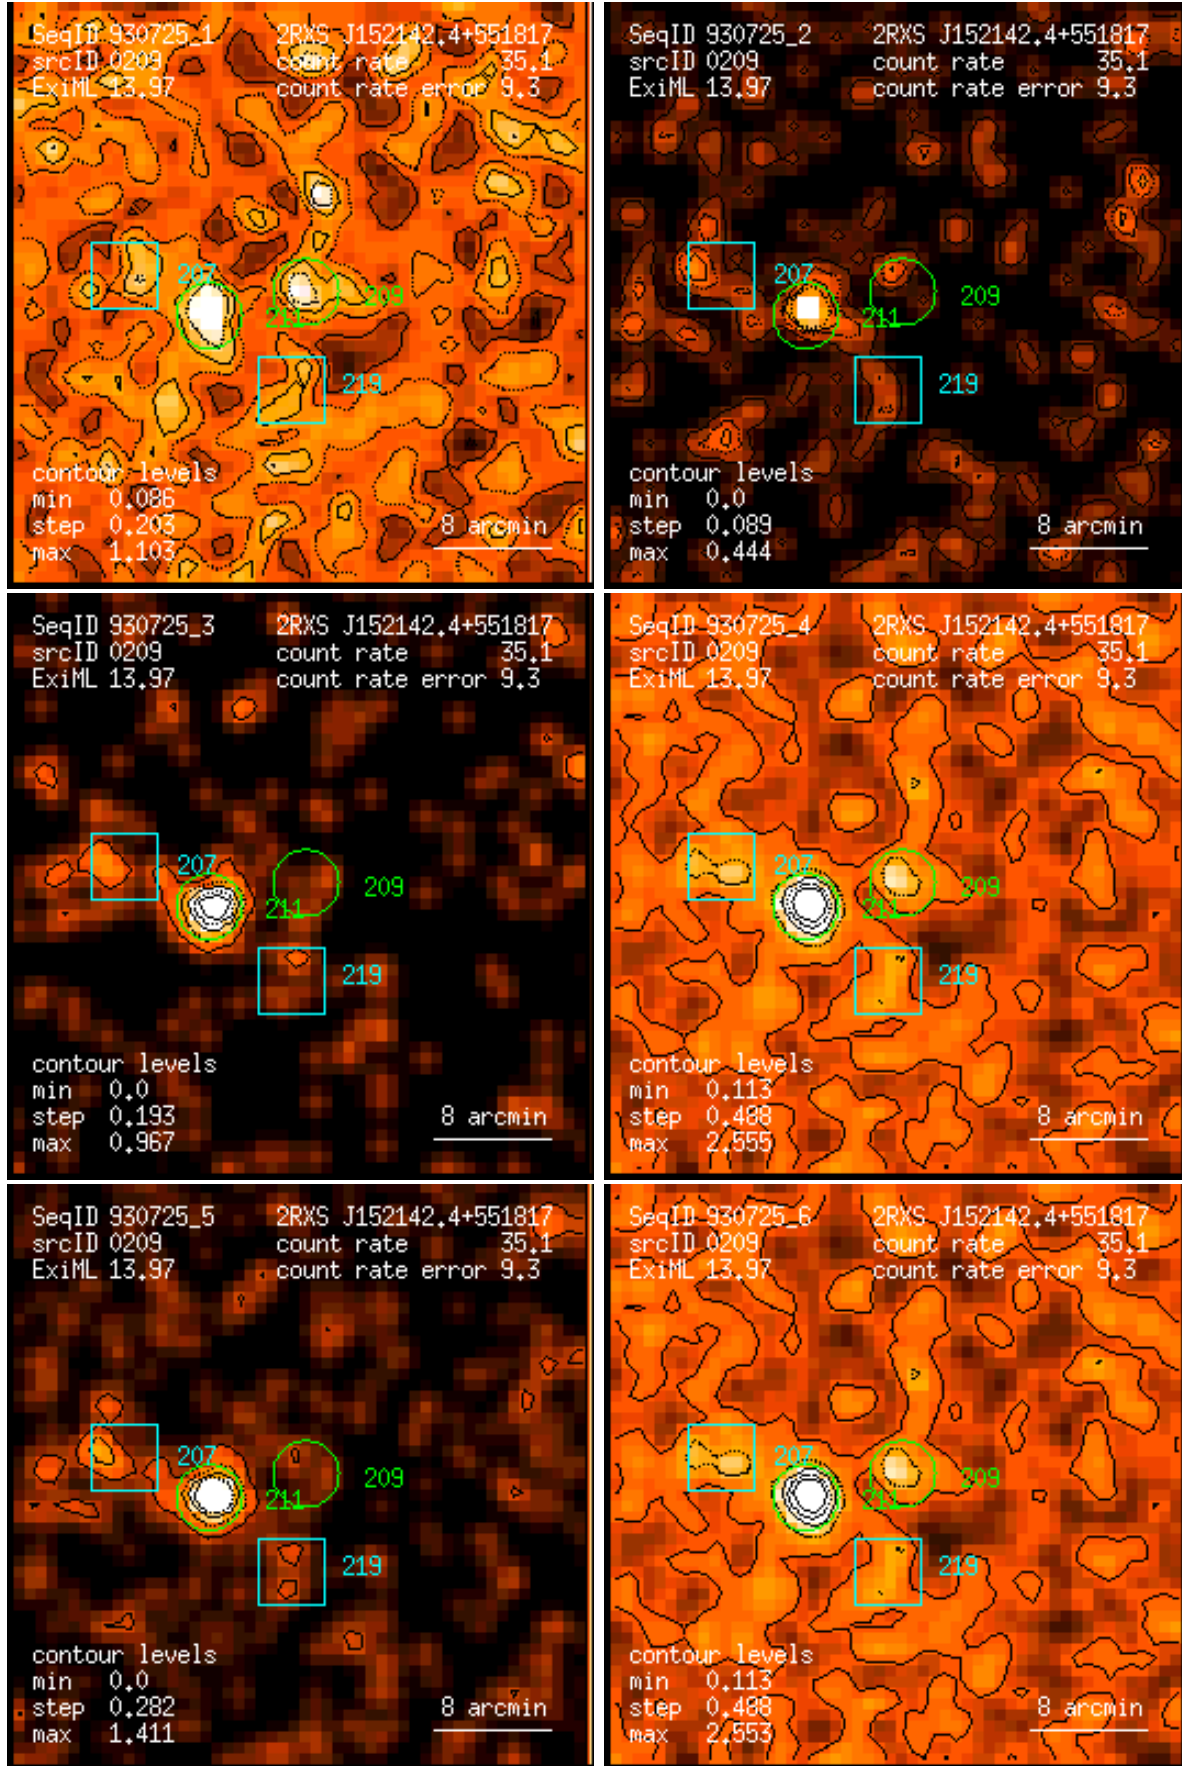 SeqID 930725_1 2RXS J152142.4+551817
srcID 0209 count rate 35.1
ExiML 13.97 count rate error 9.3
207
209
211
219
contour levels
min 0.086
step 0.203 8 arcmin
max 1.103
SeqID 930725_2 2RXS J152142.4+551817
srcID 0209 count rate 35.1
ExiML 13.97 count rate error 9.3
207
209
211
219
contour levels
min 0.0
step 0.089 8 arcmin
max 0.444
SeqID 930725_3 2RXS J152142.4+551817
srcID 0209 count rate 35.1
ExiML 13.97 count rate error 9.3
207
209
211
219
contour levels
min 0.0
step 0.193 8 arcmin
max 0.967
SeqID 930725_4 2RXS J152142.4+551817
srcID 0209 count rate 35.1
ExiML 13.97 count rate error 9.3
207
209
211
219
contour levels
min 0.113
step 0.488 8 arcmin
max 2.555
SeqID 930725_5 2RXS J152142.4+551817
srcID 0209 count rate 35.1
ExiML 13.97 count rate error 9.3
207
209
211
219
contour levels
min 0.0
step 0.282 8 arcmin
max 1.411
SeqID 930725_6 2RXS J152142.4+551817
srcID 0209 count rate 35.1
ExiML 13.97 count rate error 9.3
207
209
211
219
contour levels
min 0.113
step 0.488 8 arcmin
max 2.553